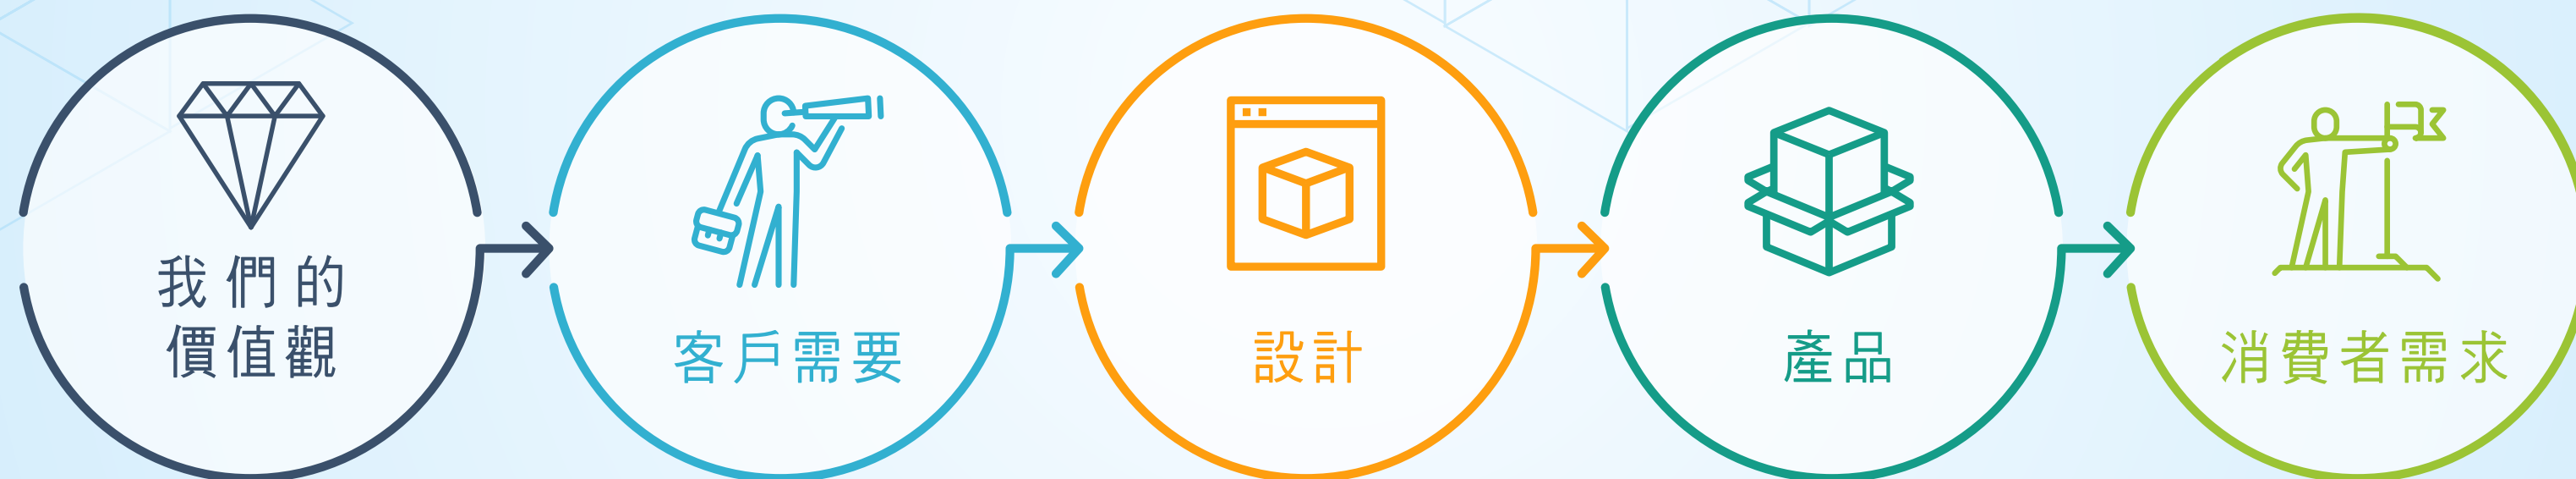 我們的
價值觀
客戶需要
設計
產品
消費者需求